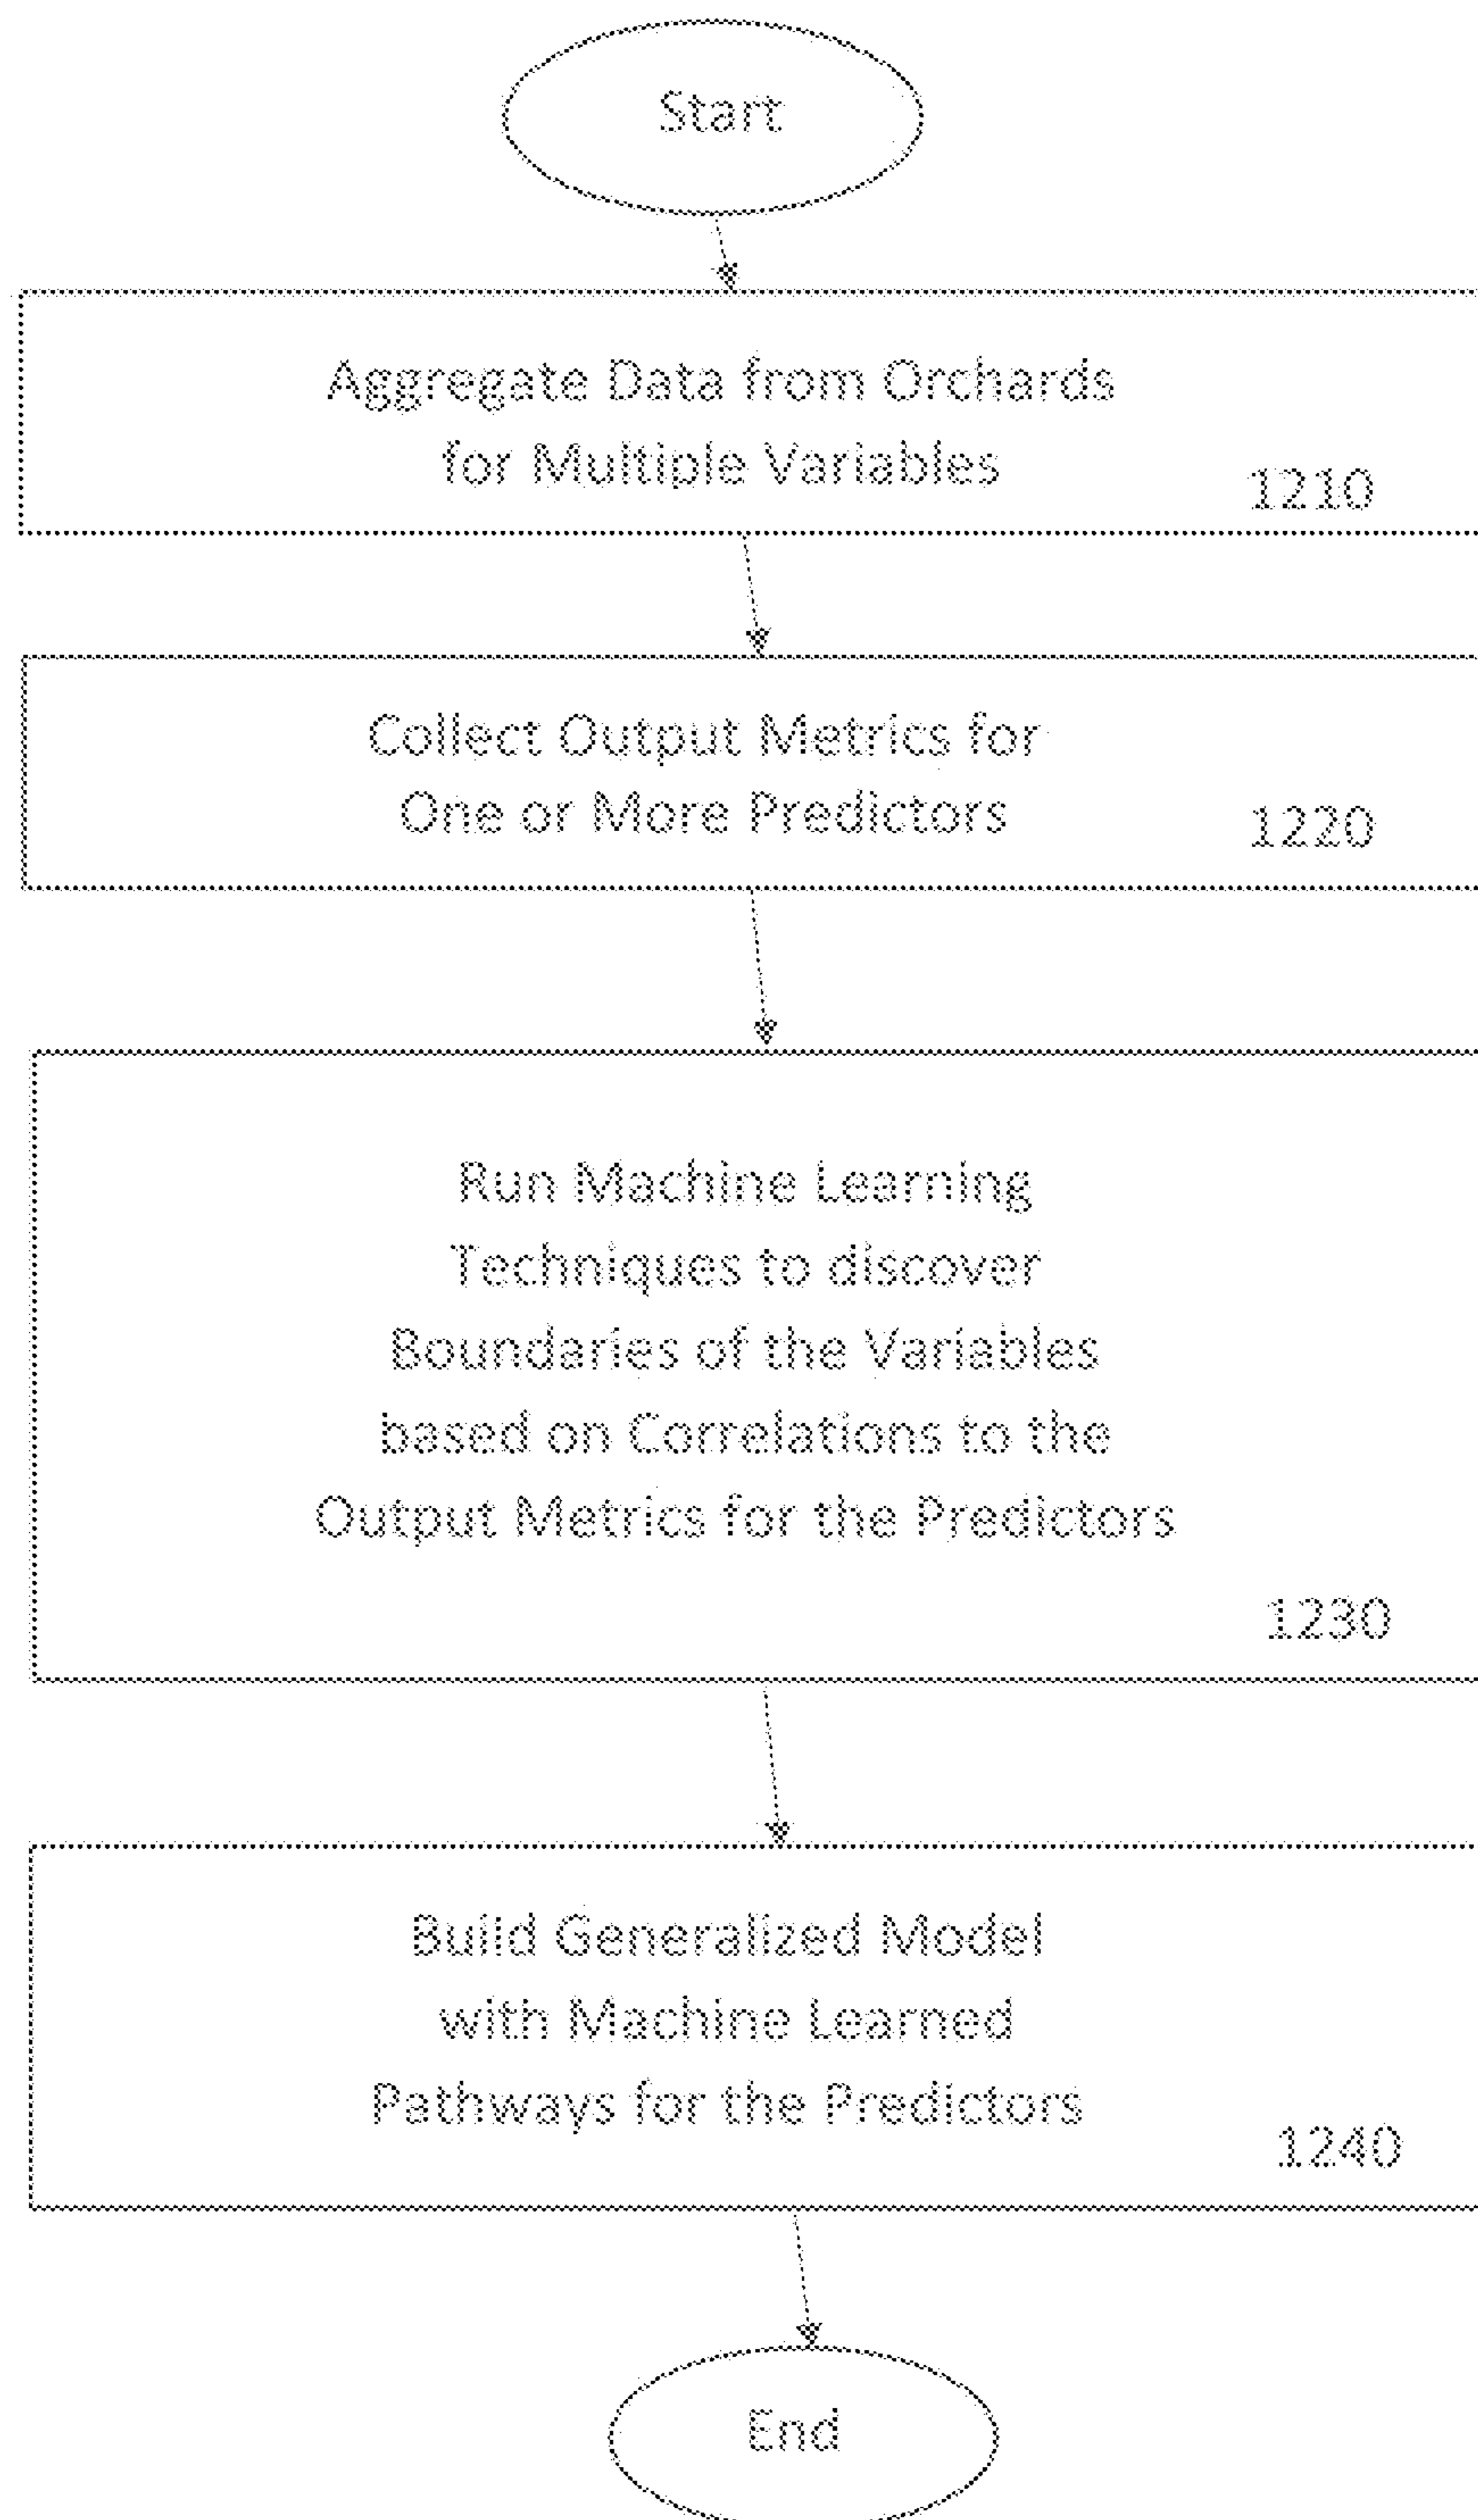 Start
Aggregate Data from Orchards
for Multiple Variables
1210
Collect Output Metrics for
One or More Predictors
1220
Run Machine Learning
Techniques to discover
Boundaries of the Variables
based on Correlations to the
Output Metrics for the Predictors
1230
Build Generalized Model
with Machine Learned
Pathways for the Predictors
1240
End